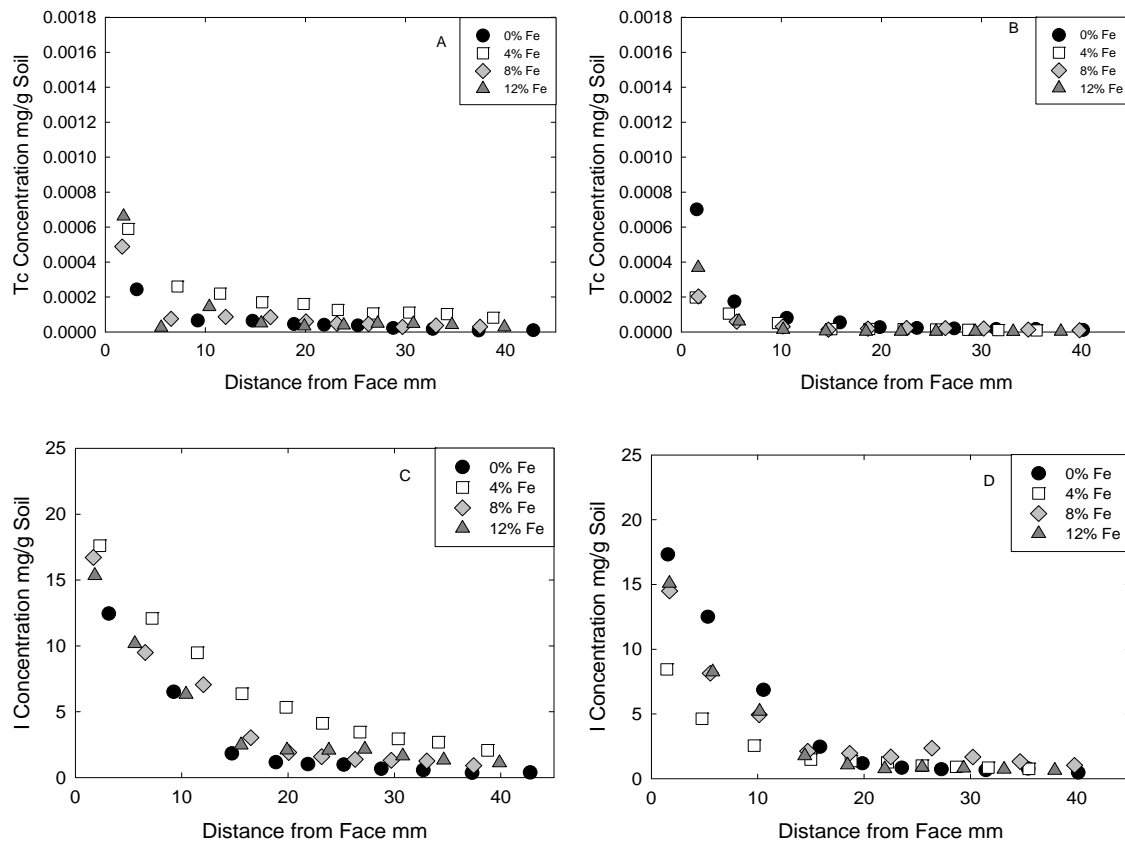 A
0% Fe
4% Fe
8% Fe
12% Fe
0.0018
0.0016
0.0014
0.0012
0.0010
0.0008
0.0006
0.0004
0.0002
0.0000
Tc Concentration mg/g Soil
0 10 20 30 40
Distance from Face mm
B
0% Fe
4% Fe
8% Fe
12% Fe
0.0018
0.0016
0.0014
0.0012
0.0010
0.0008
0.0006
0.0004
0.0002
0.0000
Tc Concentration mg/g Soil
0 10 20 30 40
Distance from Face mm
C
0% Fe
4% Fe
8% Fe
12% Fe
25
20
15
10
5
0
I Concentration mg/g Soil
0 10 20 30 40
Distance from Face mm
D
0% Fe
4% Fe
8% Fe
12% Fe
25
20
15
10
5
0
I Concentration mg/g Soil
0 10 20 30 40
Distance from Face mm